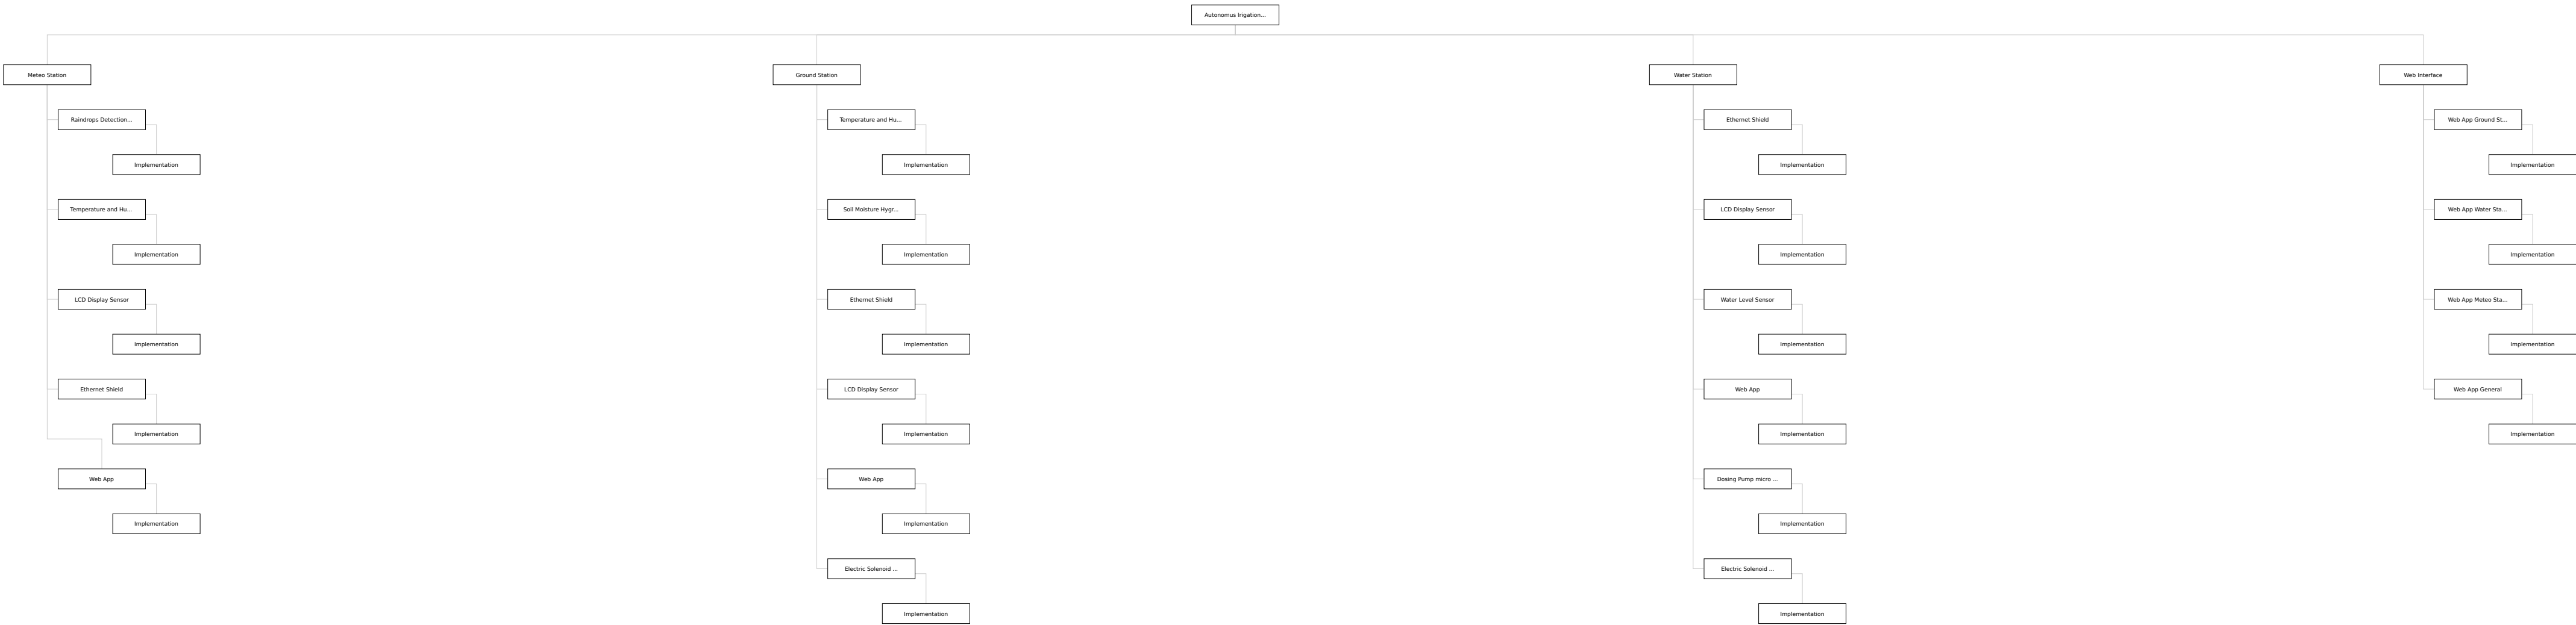 Autonomus Irigation...
Meteo Station
Ground Station
Water Station
Web Interface
Raindrops Detection...
Temperature and Hu...
Ethernet Shield
Web App Ground St...
Implementation
Implementation
Implementation
Implementation
Temperature and Hu...
Soil Moisture Hygr...
LCD Display Sensor
Web App Water Sta...
Implementation
Implementation
Implementation
Implementation
LCD Display Sensor
Ethernet Shield
Water Level Sensor
Web App Meteo Sta...
Implementation
Implementation
Implementation
Implementation
Ethernet Shield
LCD Display Sensor
Web App
Web App General
Implementation
Implementation
Implementation
Implementation
Web App
Web App
Dosing Pump micro ...
Implementation
Implementation
Implementation
Electric Solenoid ...
Electric Solenoid ...
Implementation
Implementation